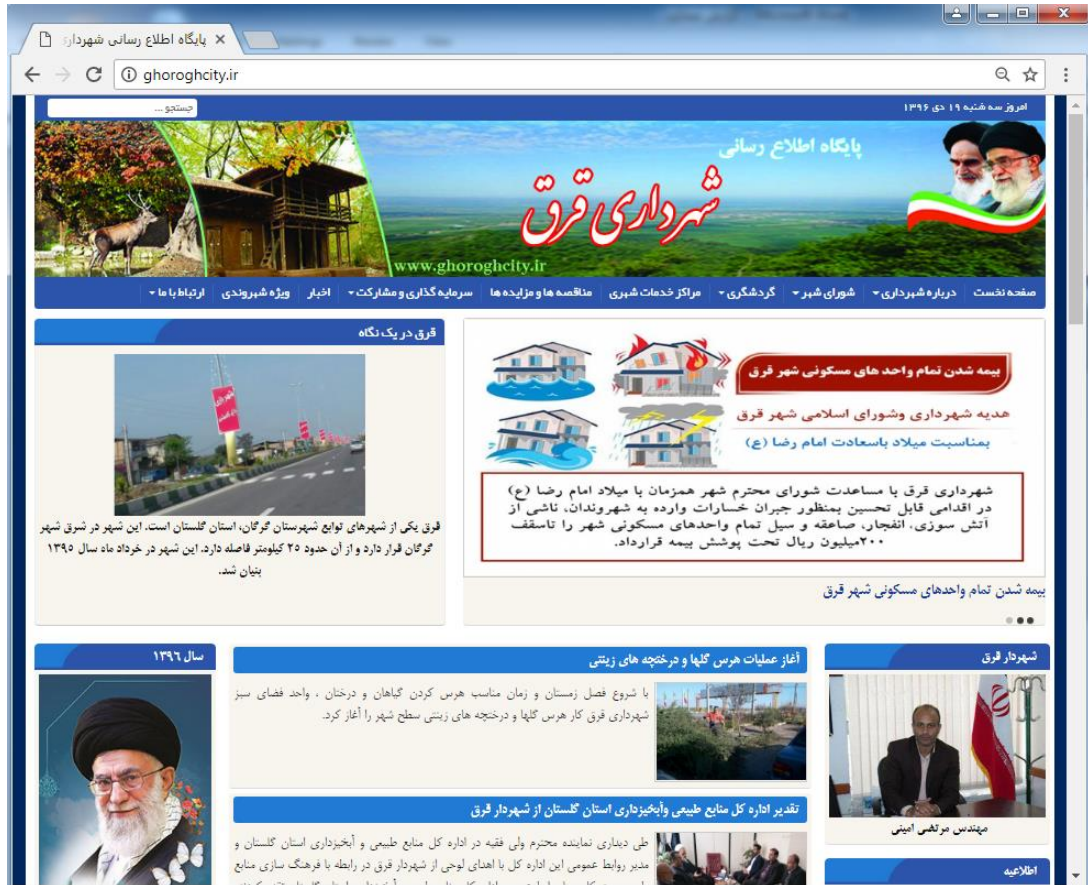 پایگاه اطلاع رسانی شهرداری
ghoroghcity.ir
امروز سه شنبه ۱۹ دی ۱۳۹۶
جستجو ...
پایگاه اطلاع رسانی
شهرداری قرق
www.ghoroghcity.ir
صفحه نخست درباره شهرداری شورای شهر گردشگری مراکز خدمات شهری مناقصه ها و مزایده ها سرمایه گذاری و مشارکت اخبار ویژه شهروندی ارتباط با ما
بیمه شدن تمام واحد های مسکونی شهر قرق
هدیه شهرداری وشورای اسلامی شهر قرق
بمناسبت میلاد باسعادت امام رضا (ع)
شهرداری قرق با مساعدت شورای محترم شهر همزمان با میلاد امام رضا (ع)
در اقدامی قابل تحسین بمنظور جبران خسارات وارده به شهروندان، ناشی از
آتش سوزی، انفجار، صاعقه و سیل تمام واحدهای مسکونی شهر را تاسقف
۲۰۰میلیون ریال تحت پوشش بیمه قرارداد.
بیمه شدن تمام واحدهای مسکونی شهر قرق
قرق در یک نگاه
قرق یکی از شهرهای توابع شهرستان گرگان، استان گلستان است. این شهر در شرق شهر
گرگان قرار دارد و از آن حدود ۲۵ کیلومتر فاصله دارد. این شهر در خرداد ماه سال ۱۳۹۵
بنیان شد.
شهردار قرق
مهندس مرتضی امینی
اطلاعیه
آغاز عملیات هرس گلها و درختچه های زینتی
با شروع فصل زمستان و زمان مناسب هرس کردن گیاهان و درختان ، واحد فضای سبز
شهرداری قرق کار هرس گلها و درختچه های زینتی سطح شهر را آغاز کرد.
تقدیر اداره کل منابع طبیعی وآبخیزداری استان گلستان از شهردار قرق
طی دیداری نماینده محترم ولی فقیه در اداره کل منابع طبیعی و آبخیزداری استان گلستان و
مدیر روابط عمومی این اداره کل با اهدای لوحی از شهردار قرق در رابطه با فرهنگ سازی منابع
سال ۱۳۹۶